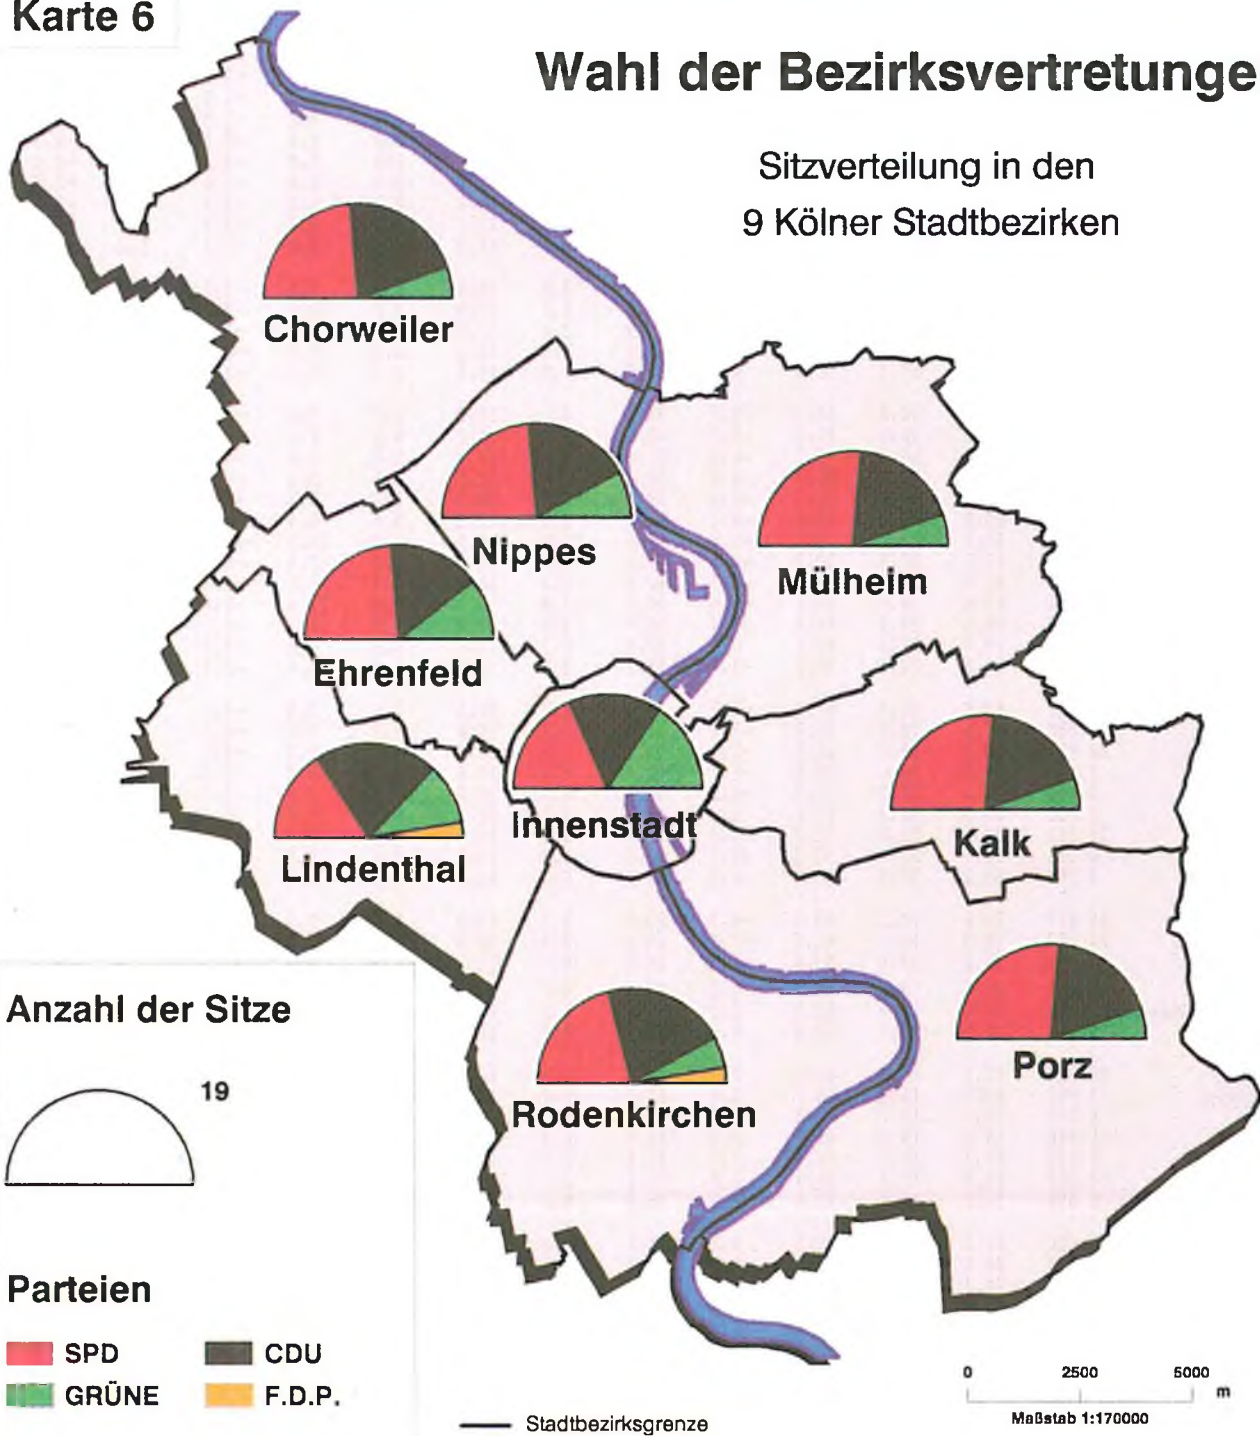 Karte 6
Wahl der Bezirksvertretunge
Sitzverteilung in den
9 Kölner Stadtbezirken
Chorweiler
Nippes
Mülheim
Ehrenfeld
Innenstadt
Kalk
Lindenthal
Porz
Rodenkirchen
Anzahl der Sitze
19
Parteien
SPD CDU
GRÜNE F.D.P.
Stadtbezirksgrenze
0 2500 5000
m
Maßstab 1:170000